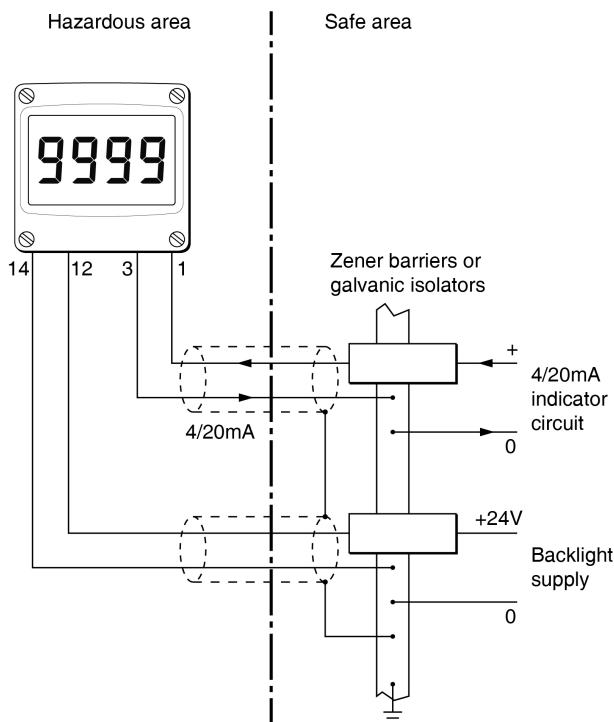 Hazardous area
Safe area
9999
14
12
3
1
Zener barriers or
galvanic isolators
+
4/20mA
indicator
circuit
0
4/20mA
+24V
Backlight
supply
0